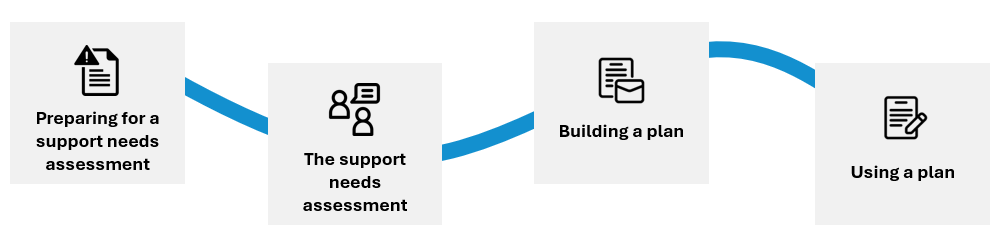 Preparing for a
support needs
assessment
The support
needs
assessment
Building a plan
Using a plan